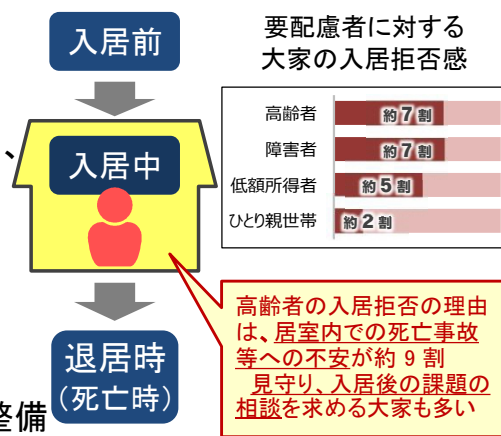 入居前
、
入居中
退居時
(死亡時)
整備
要配慮者に対する
大家の入居拒否感
高齢者 約7割
障害者 約7割
低額所得者 約5割
ひとり親世帯 約2割
高齢者の入居拒否の理由
は、居室内での死亡事故
等への不安が約 9 割
見守り、入居後の課題の
相談を求める大家も多い